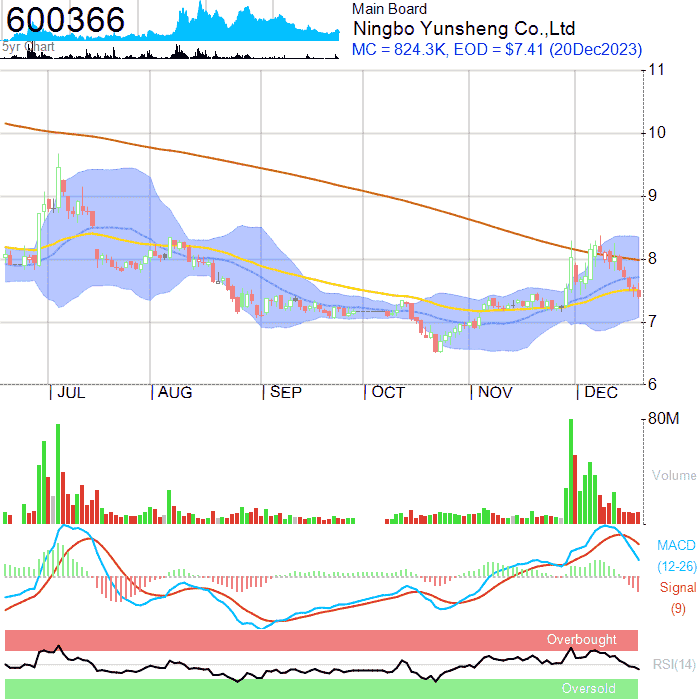 600366
5yr Chart
Main Board
Ningbo Yunsheng Co.,Ltd
MC = 824.3K, EOD = $7.41 (20Dec2023)
11
10
9
8
7
6
JUL AUG SEP OCT NOV DEC
80M
Volume
MACD
(12-26)
Signal
(9)
Overbought
RSI(14)
Oversold